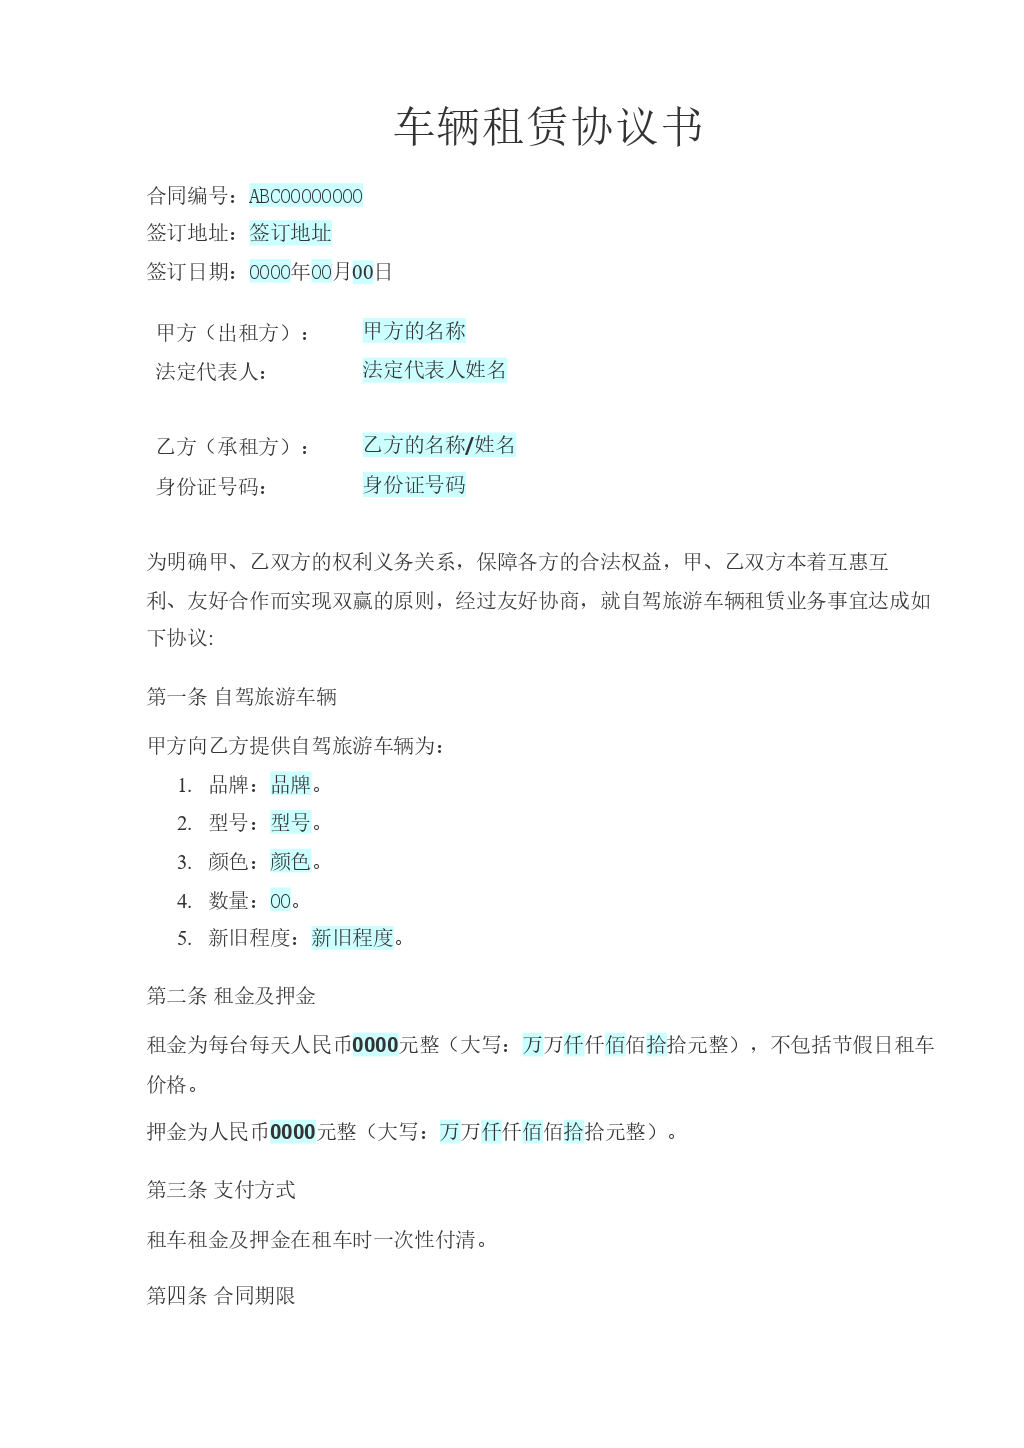 车辆租赁协议书
合同编号：ABC00000000
签订地址：签订地址
签订日期：0000年00月00日
甲方（出租方）： 甲方的名称
法定代表人： 法定代表人姓名
乙方（承租方）： 乙方的名称/姓名
身份证号码： 身份证号码
为明确甲、乙双方的权利义务关系，保障各方的合法权益，甲、乙双方本着互惠互
利、友好合作而实现双赢的原则，经过友好协商，就自驾旅游车辆租赁业务事宜达成如
下协议:
第一条 自驾旅游车辆
甲方向乙方提供自驾旅游车辆为：
1. 品牌：品牌。
2. 型号：型号。
3. 颜色：颜色。
4. 数量：00。
5. 新旧程度：新旧程度。
第二条 租金及押金
租金为每台每天人民币0000元整（大写：万万仟仟佰佰拾拾元整），不包括节假日租车
价格。
押金为人民币0000元整（大写：万万仟仟佰佰拾拾元整）。
第三条 支付方式
租车租金及押金在租车时一次性付清。
第四条 合同期限